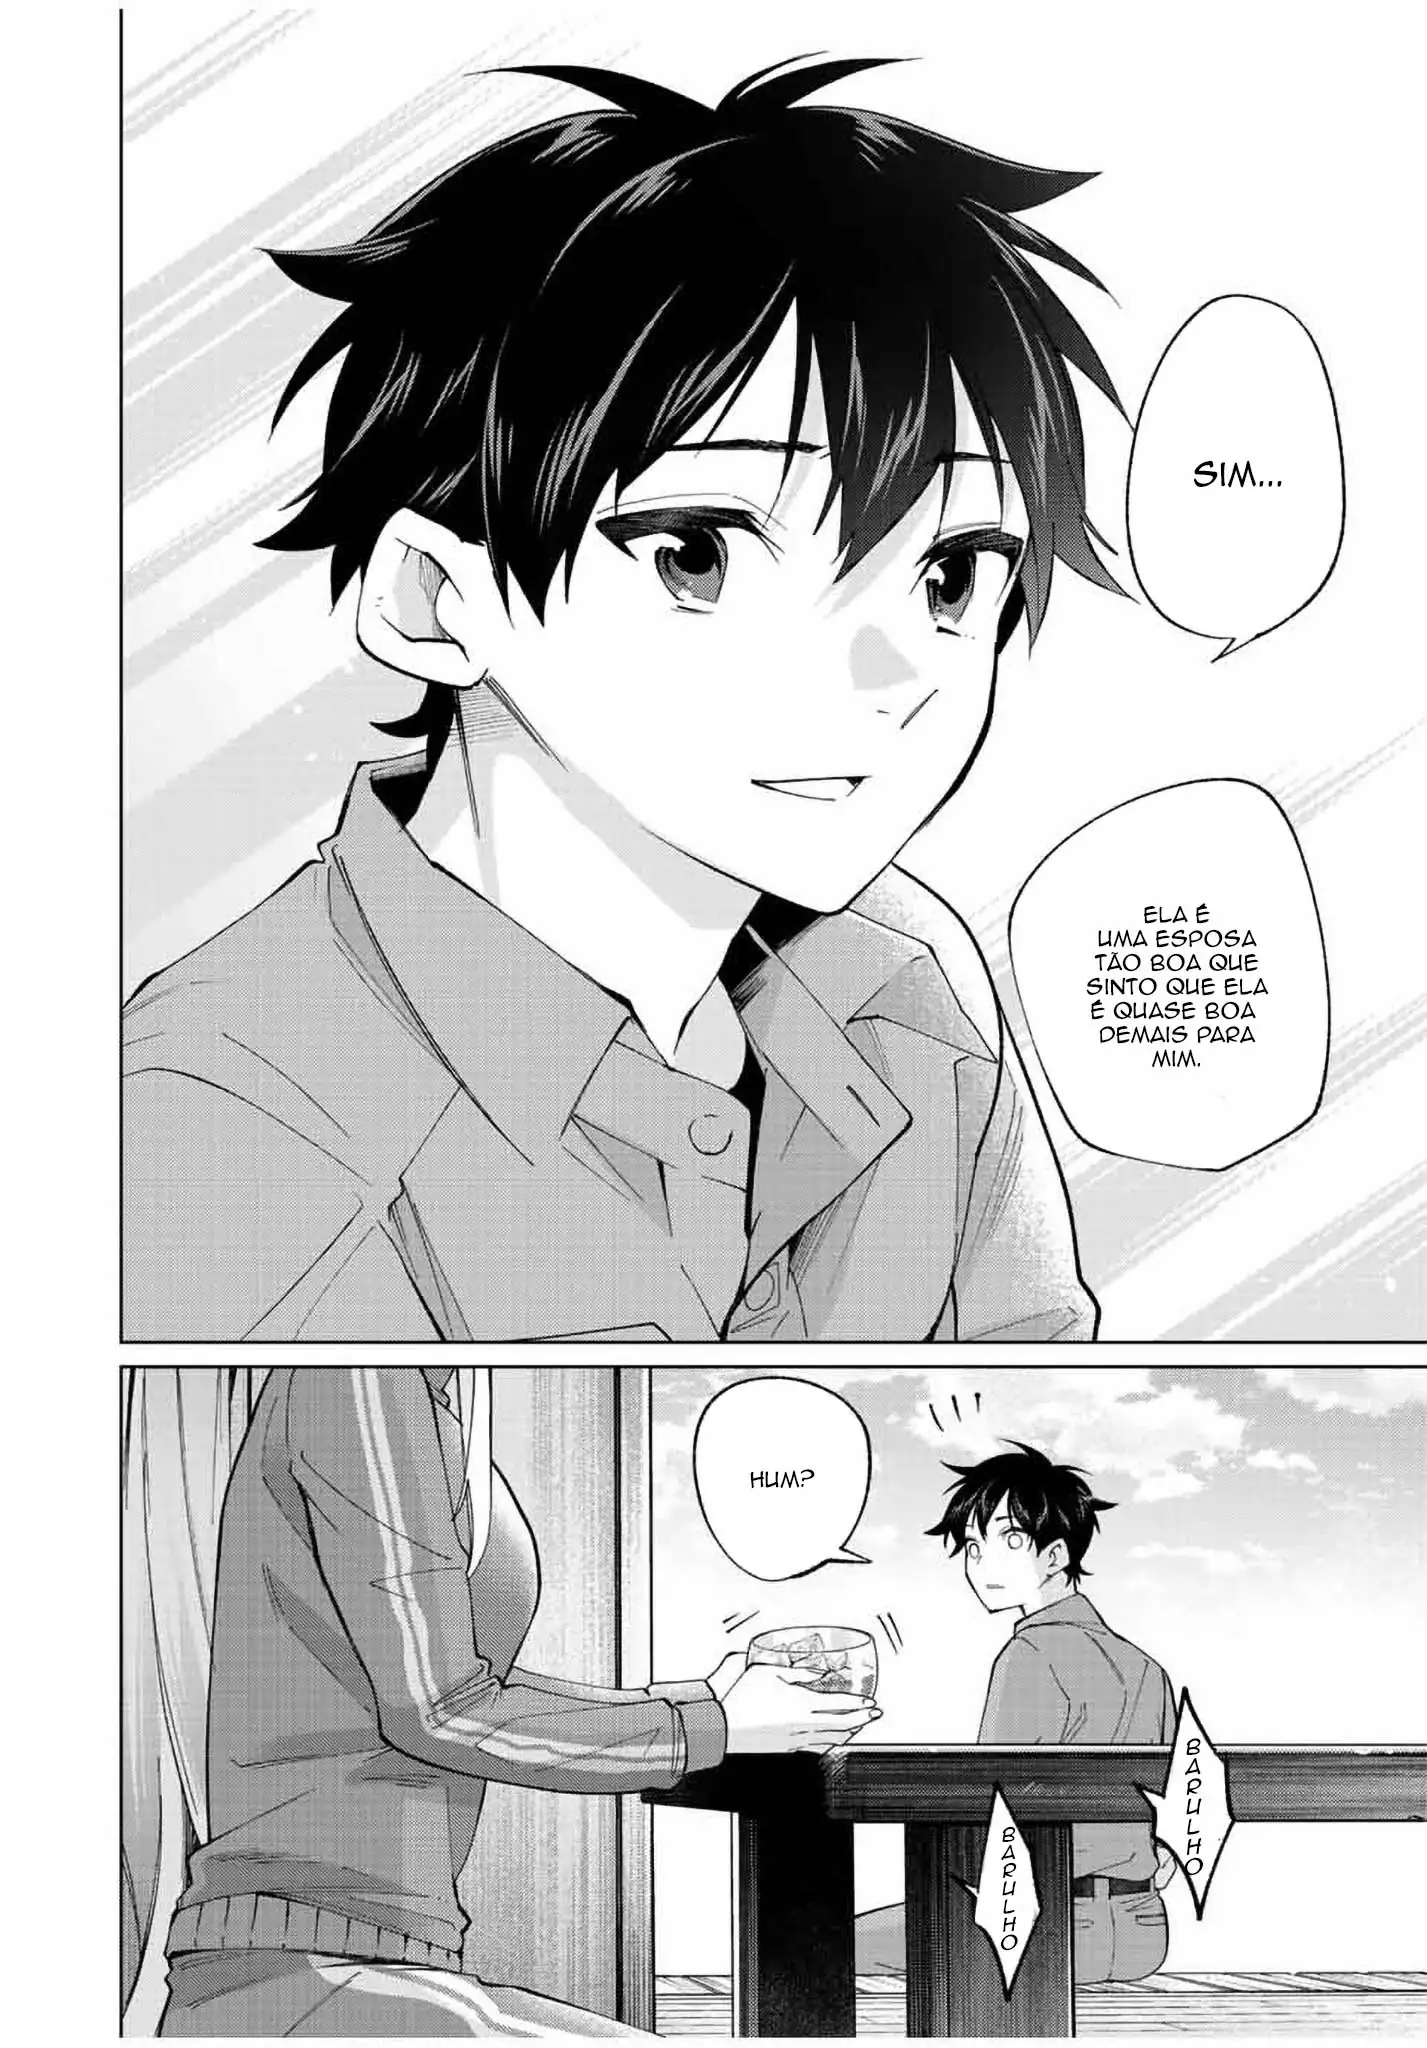 SIM...
ELA É
UMA ESPOSA
TÃO BOA QUE
SINTO QUE ELA
É QUASE BOA
DEMAIS PARA
MIM.
HUM?
BARULHO
BARULHO